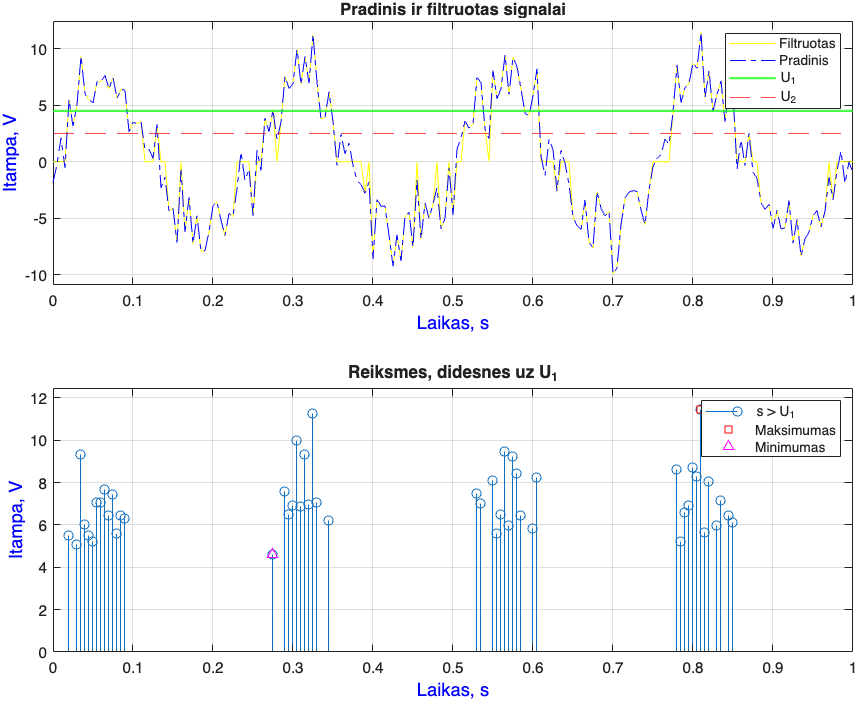 Pradinis ir filtruotas signalai
Itampa, V
10
5
0
-5
-10
Filtruotas
Pradinis
U1
U2
0 0.1 0.2 0.3 0.4 0.5 0.6 0.7 0.8 0.9 1
Laikas, s
Reiksmes, didesnes uz U1
Itampa, V
12
10
8
6
4
2
0
s > U1
Maksimumas
Minimumas
0 0.1 0.2 0.3 0.4 0.5 0.6 0.7 0.8 0.9 1
Laikas, s